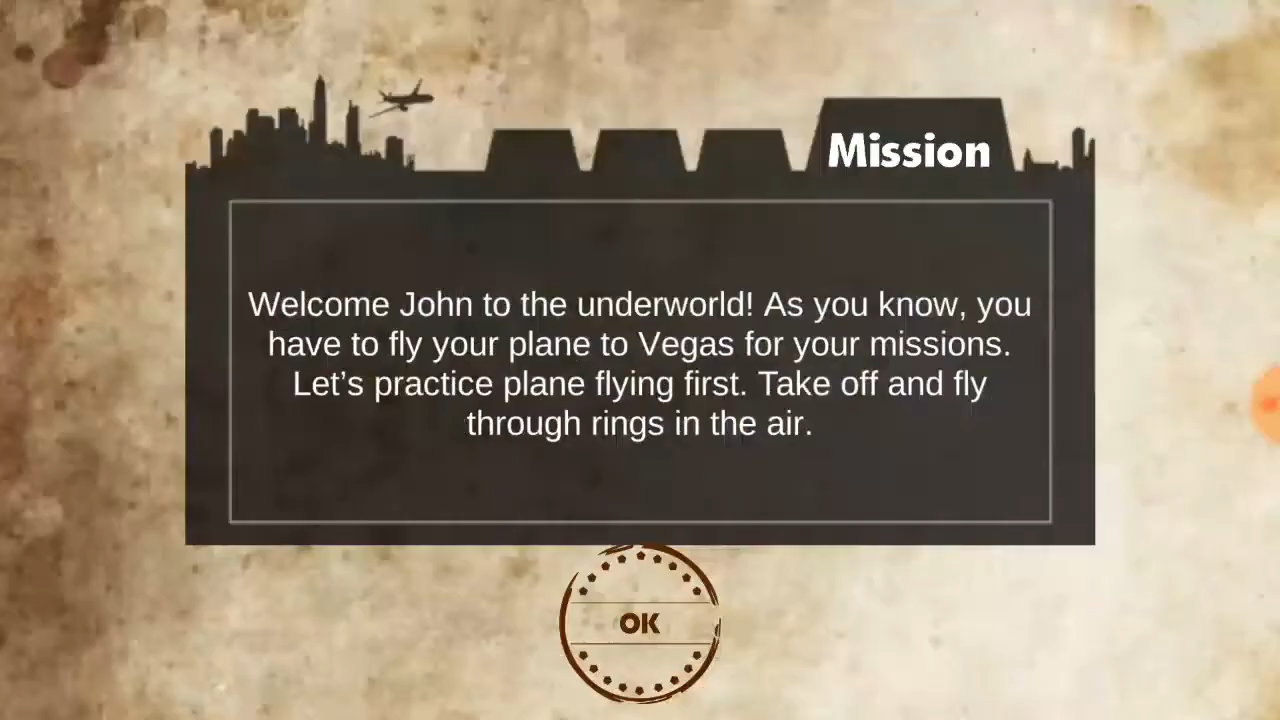 Mission
Welcome John to the underworld! As you know, you
have to fly your plane to Vegas for your missions.
Let’s practice plane flying first. Take off and fly
through rings in the air.
OK